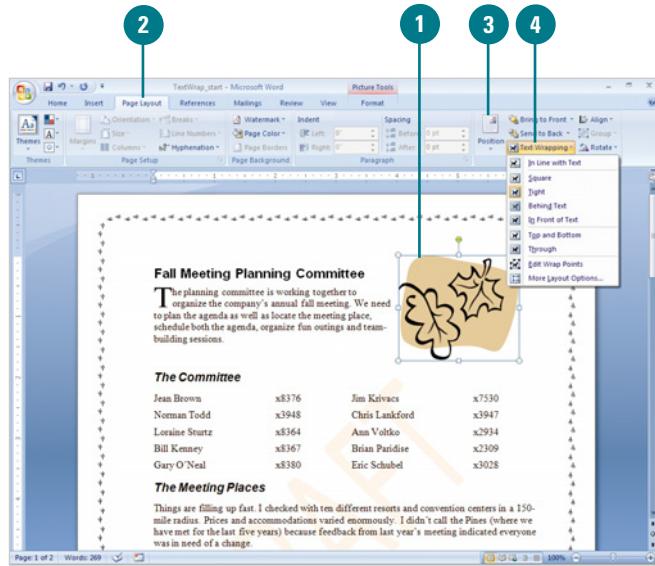 2 1 3 4
TextWrap_start - Microsoft Word Picture Tools
Home Insert Page Layout References Mailings Review View Format
Orientation Breaks Watermark Indent Spacing Bring to Front Align
Themes Margins Size Line Numbers Page Color Left: 0" Before: 0 pt Position Send to Back Group
Columns Hyphenation Page Borders Right: 0" After: 0 pt Text Wrapping Rotate
Themes Page Setup Page Background Paragraph
In Line with Text
Square
Tight
Behind Text
In Front of Text
Top and Bottom
Through
Edit Wrap Points
More Layout Options...
Fall Meeting Planning Committee
The planning committee is working together to
organize the company's annual fall meeting. We need
to plan the agenda as well as locate the meeting place,
schedule both the agenda, organize fun outings and team-
building sessions.
The Committee
Jean Brown x8376 Jim Krivacs x7530
Norman Todd x3948 Chris Lankford x3947
Loraine Sturtz x8364 Ann Voltko x2934
Bill Kenney x8367 Brian Paridise x2309
Gary O'Neal x8380 Eric Schubel x3028
The Meeting Places
Things are filling up fast. I checked with ten different resorts and convention centers in a 150-
mile radius. Prices and accommodations varied enormously. I didn't call the Pines (where we
have met for the last five years) because feedback from last year's meeting indicated everyone
was in need of a change.
DRAFT
Page: 1 of 2 Words: 269 100%